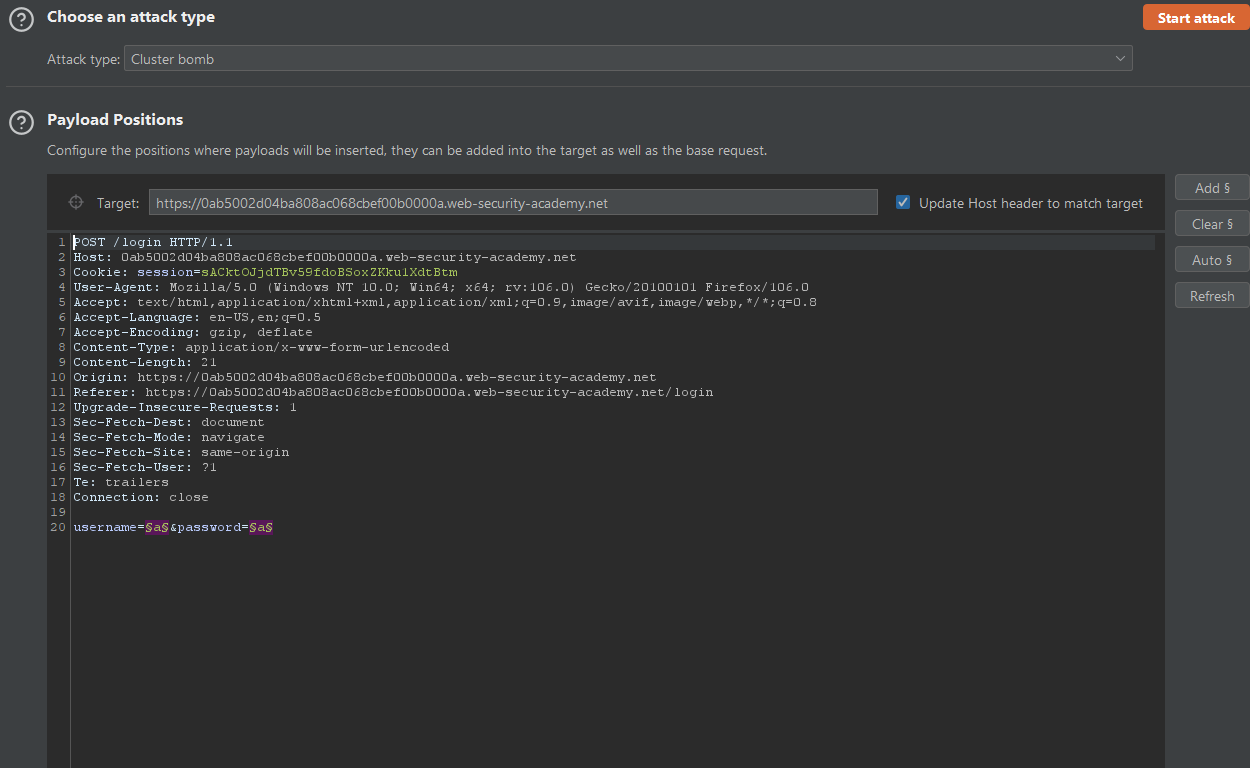 Choose an attack type
Start attack
Attack type: Cluster bomb
Payload Positions
Configure the positions where payloads will be inserted, they can be added into the target as well as the base request.
Target: https://0ab5002d04ba808ac068cbef00b0000a.web-security-academy.net
Update Host header to match target
Add §
Clear §
Auto §
Refresh
1 POST /login HTTP/1.1
2 Host: 0ab5002d04ba808ac068cbef00b0000a.web-security-academy.net
3 Cookie: session=sACktOJjdTBv59fdoBSoxZKku1XdtBtm
4 User-Agent: Mozilla/5.0 (Windows NT 10.0; Win64; x64; rv:106.0) Gecko/20100101 Firefox/106.0
5 Accept: text/html,application/xhtml+xml,application/xml;q=0.9,image/avif,image/webp,*/*;q=0.8
6 Accept-Language: en-US,en;q=0.5
7 Accept-Encoding: gzip, deflate
8 Content-Type: application/x-www-form-urlencoded
9 Content-Length: 21
10 Origin: https://0ab5002d04ba808ac068cbef00b0000a.web-security-academy.net
11 Referer: https://0ab5002d04ba808ac068cbef00b0000a.web-security-academy.net/login
12 Upgrade-Insecure-Requests: 1
13 Sec-Fetch-Dest: document
14 Sec-Fetch-Mode: navigate
15 Sec-Fetch-Site: same-origin
16 Sec-Fetch-User: ?1
17 Te: trailers
18 Connection: close
19
20 username=§a§&password=§a§